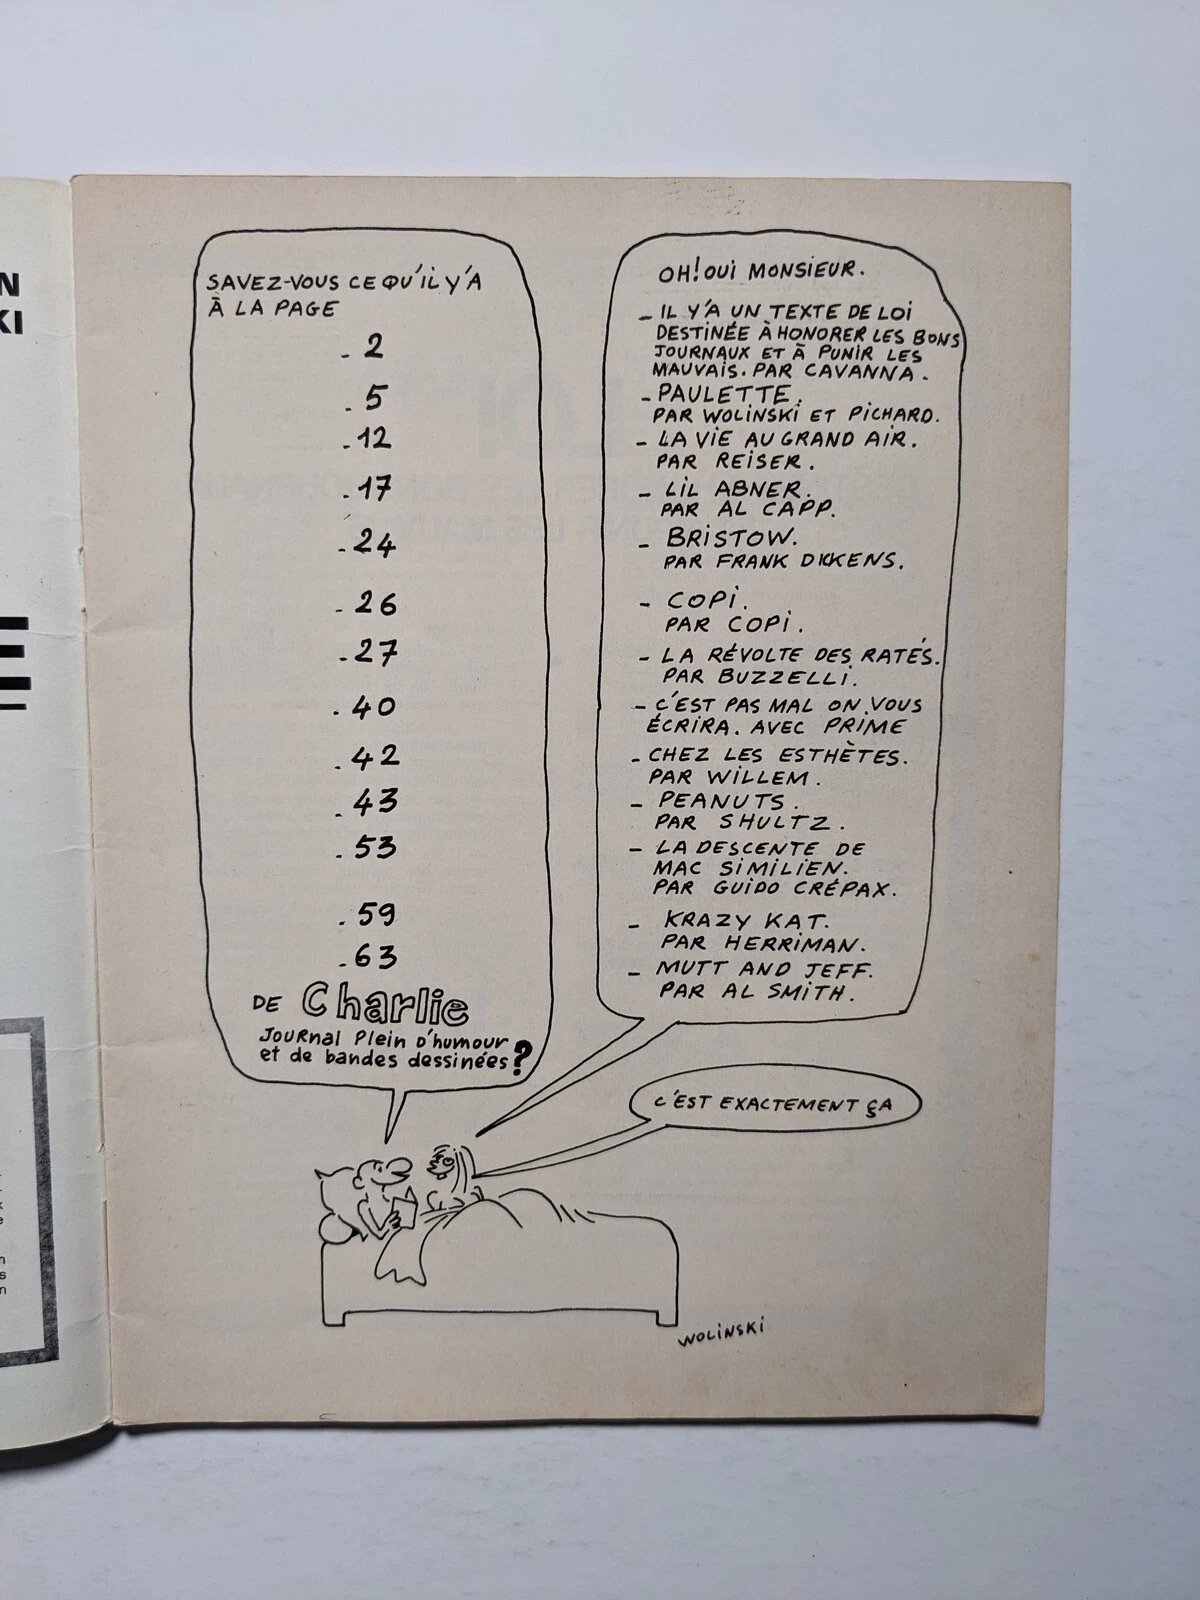 N
KI
E
SAVEZ-VOUS CE QU'IL Y'A
À LA PAGE
- 2
- 5
- 12
- 17
- 24
- 26
- 27
- 40
- 42
- 43
- 53
- 59
- 63
DE Charlie
JOURNAL PLEIN D'HUMOUR
et de bandes dessinées ?
OH! OUI MONSIEUR.
- IL Y'A UN TEXTE DE LOI
DESTINÉE À HONORER LES BONS
JOURNAUX ET À PUNIR LES
MAUVAIS. PAR CAVANNA.
- PAULETTE.
PAR WOLINSKI ET PICHARD.
- LA VIE AU GRAND AIR.
PAR REISER.
- LIL ABNER.
PAR AL CAPP.
- BRISTOW.
PAR FRANK DICKENS.
- COPI.
PAR COPI.
- LA RÉVOLTE DES RATÉS.
PAR BUZZELLI.
- C'EST PAS MAL ON VOUS
ÉCRIRA. AVEC PRIME
- CHEZ LES ESTHÈTES.
PAR WILLEM.
- PEANUTS.
PAR SHULTZ.
- LA DESCENTE DE
MAC SIMILIEN.
PAR GUIDO CRÉPAX.
- KRAZY KAT.
PAR HERRIMAN.
- MUTT AND JEFF.
PAR AL SMITH.
C'EST EXACTEMENT ÇA
WOLINSKI